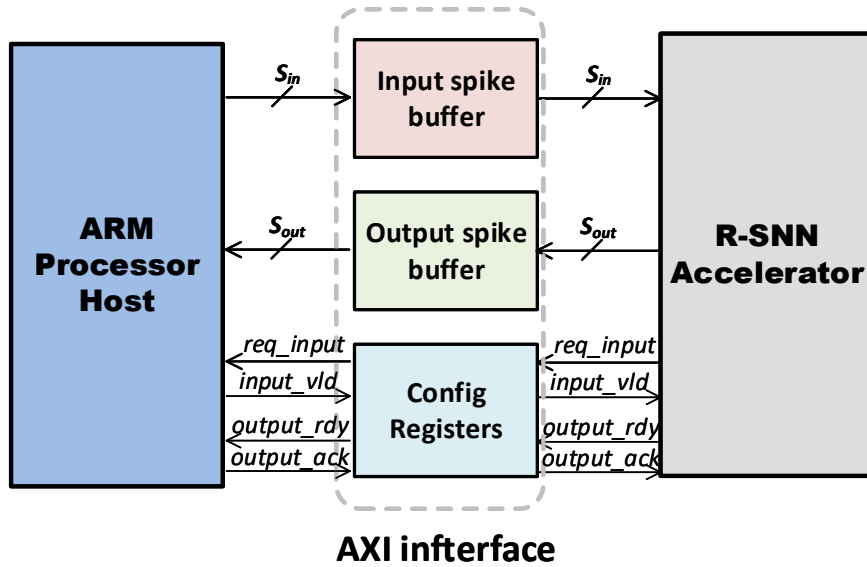 ARM
Processor
Host
S_in
Input spike
buffer
S_in
S_out
Output spike
buffer
S_out
req_input
input_vld
output_rdy
output_ack
Config
Registers
req_input
input_vld
output_rdy
output_ack
R-SNN
Accelerator
AXI infterface